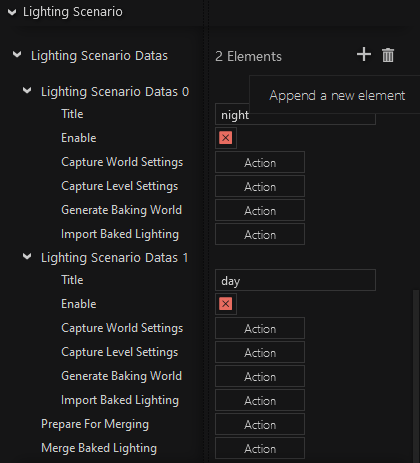 Lighting Scenario
Lighting Scenario Datas 2 Elements
Append a new element
Lighting Scenario Datas 0
Title night
Enable
Capture World Settings Action
Capture Level Settings Action
Generate Baking World Action
Import Baked Lighting Action
Lighting Scenario Datas 1
Title day
Enable
Capture World Settings Action
Capture Level Settings Action
Generate Baking World Action
Import Baked Lighting Action
Prepare For Merging Action
Merge Baked Lighting Action